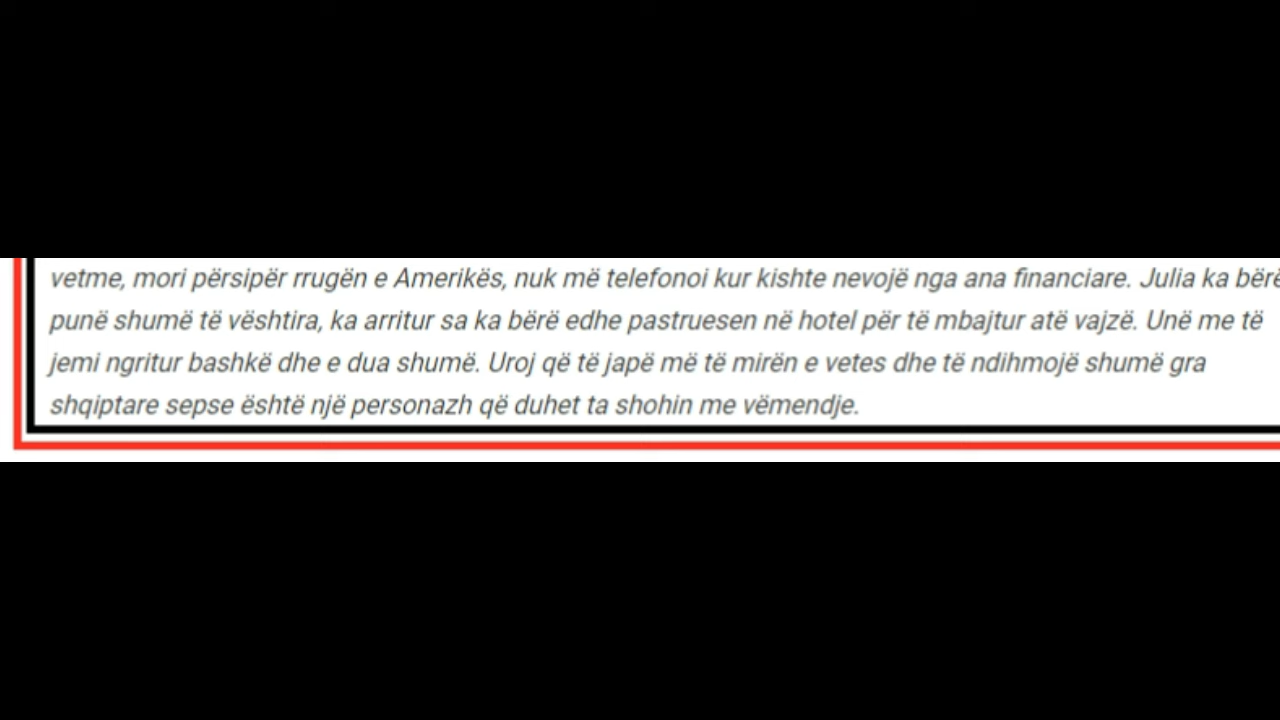 vetme, mori përsipër rrugën e Amerikës, nuk më telefonoi kur kishte nevojë nga ana financiare. Julia ka bërë
punë shumë të vështira, ka arritur sa ka bërë edhe pastruesen në hotel për të mbajtur atë vajzë. Unë me të
jemi ngritur bashkë dhe e dua shumë. Uroj që të japë më të mirën e vetes dhe të ndihmojë shumë gra
shqiptare sepse është një personazh që duhet ta shohin me vëmendje.